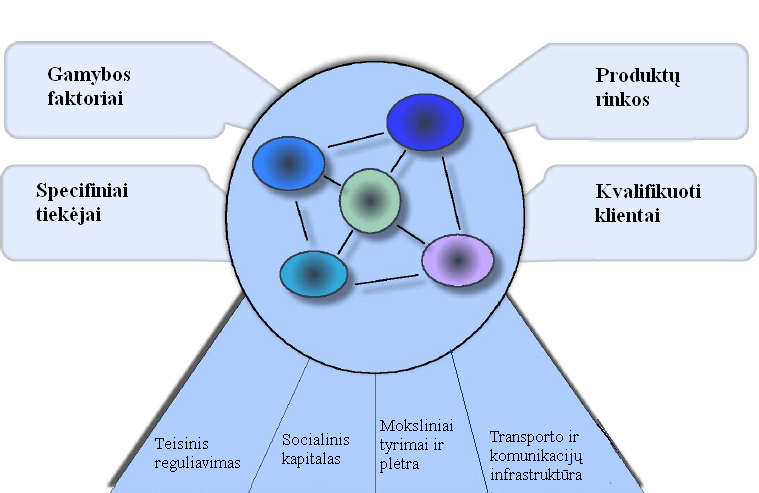 Gamybos
faktoriai
Produktų
rinkos
Specifiniai
tiekėjai
Kvalifikuoti
klientai
Teisinis
reguliavimas
Socialinis
kapitalas
Moksliniai
tyrimai ir
plėtra
Transporto ir
komunikacijų
infrastruktūra